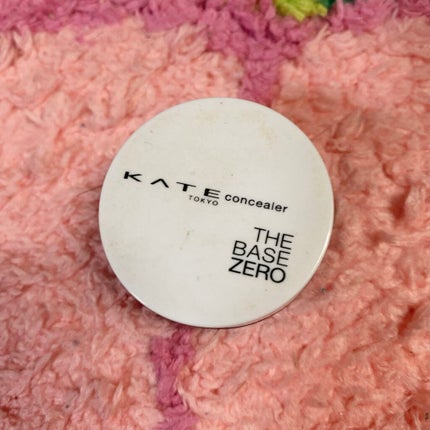 KATE concealer
TOKYO
THE
BASE
ZERO